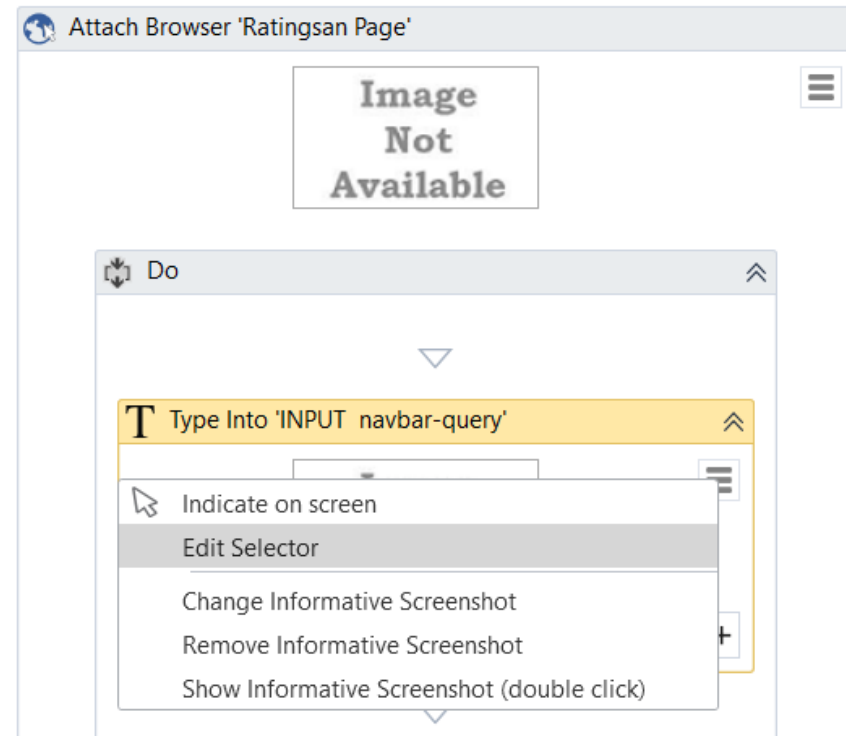 Attach Browser 'Ratingsan Page'
Image
Not
Available
Do
T Type Into 'INPUT navbar-query'
Indicate on screen
Edit Selector
Change Informative Screenshot
Remove Informative Screenshot
Show Informative Screenshot (double click)